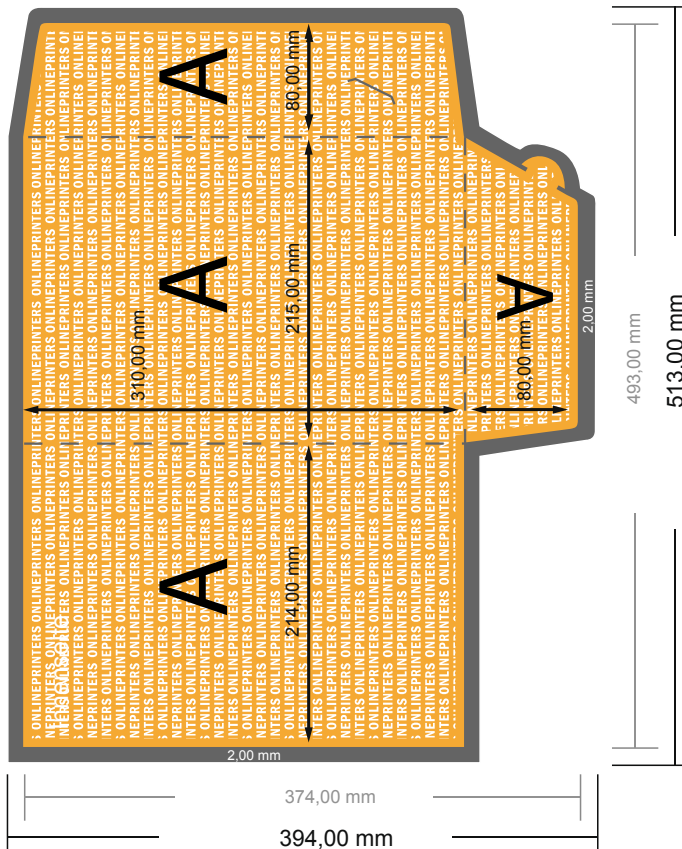 A
80,00 mm
A
215,00 mm
310,00 mm
A
80,00 mm
2,00 mm
493,00 mm
513,00 mm
A
214,00 mm
ONLINEPRINTERS ONLINEPRINTERS ONLINEPRINTERS
2,00 mm
374,00 mm
394,00 mm